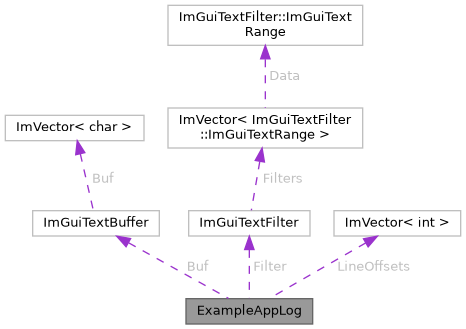 ImGuiTextFilter::ImGuiText
Range
Data
ImVector< ImGuiTextFilter
::ImGuiTextRange >
ImVector< char >
Buf
Filters
ImGuiTextBuffer
ImGuiTextFilter
ImVector< int >
Buf
Filter
LineOffsets
ExampleAppLog